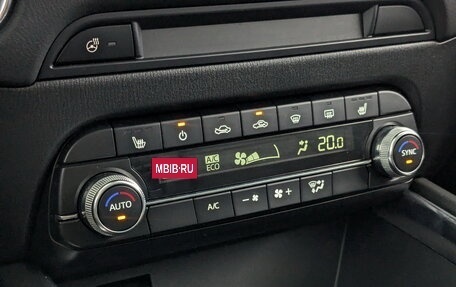 A/C
ECO
20.0
MBIB.RU
AUTO
SYNC
A/C